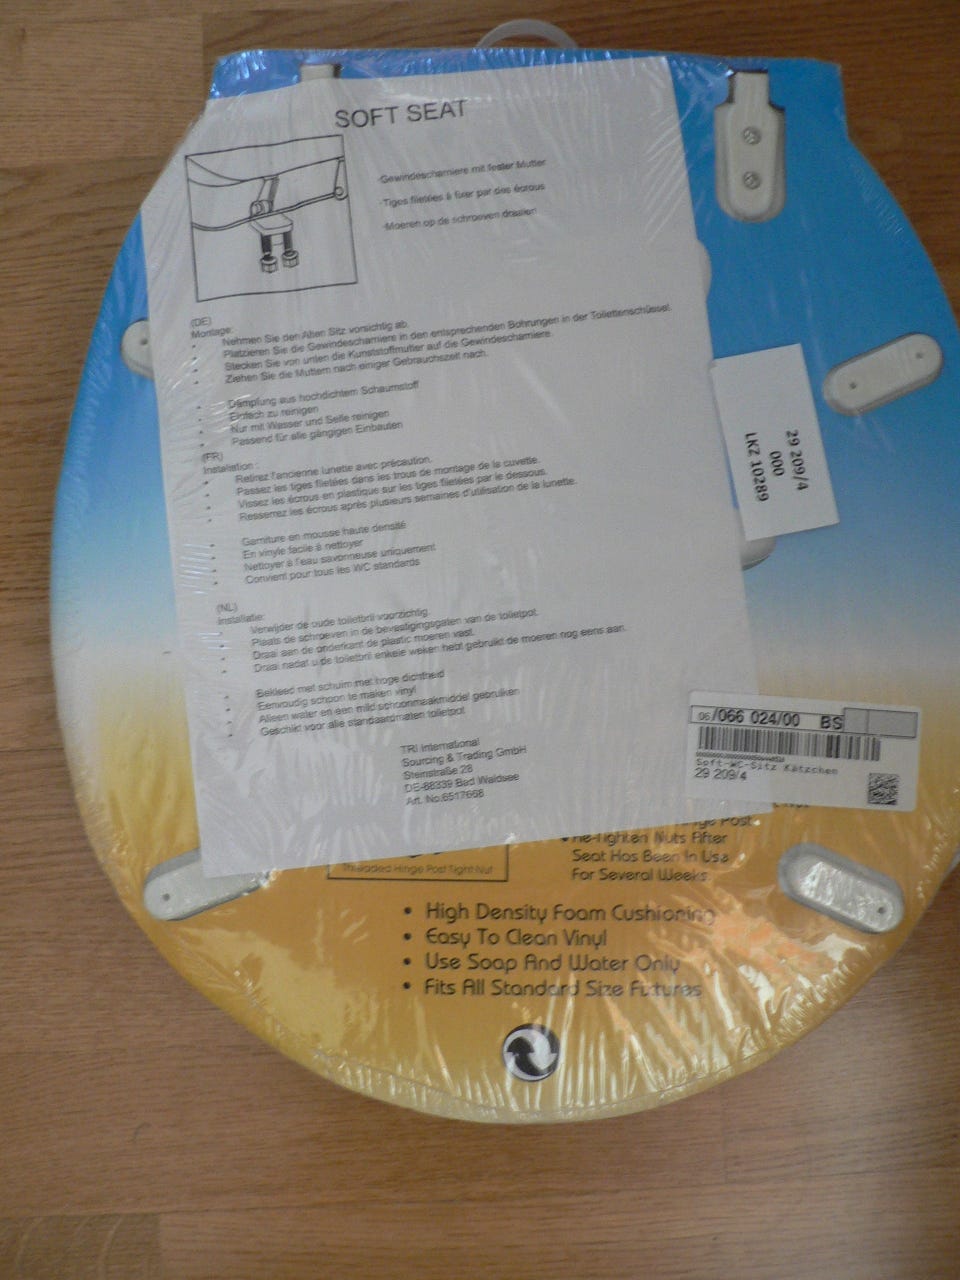 SOFT SEAT
-Gewindescharniere mit fester Mutter
-Tiges filetées à fixer par des écrous
-Moeren op de schroeven draaien
(DE)
Montage:
• Nehmen Sie den Alten Sitz vorsichtig ab.
• Platzieren Sie die Gewindescharniere in den entsprechenden Bohrungen in der Toilettenschlüssel.
• Stecken Sie von unten die Kunststoffmutter auf die Gewindescharniere.
• Ziehen Sie die Muttern nach einiger Gebrauchszeit nach.
• Dämpfung aus hochdichtem Schaumstoff
• Einfach zu reinigen
• Nur mit Wasser und Seife reinigen
• Passend für alle gängigen Einbauten
(FR)
Installation :
• Retirez l'ancienne lunette avec précaution.
• Passez les tiges filetées dans les trous de montage de la cuvette.
• Vissez les écrous en plastique sur les tiges filetées par le dessous.
• Resserrez les écrous après plusieurs semaines d'utilisation de la lunette.
• Garniture en mousse haute densité
• En vinyle facile à nettoyer
• Nettoyer à l'eau savonneuse uniquement
• Convient pour tous les WC standards
(NL)
Installatie:
• Verwijder de oude toiletbril voorzichtig.
• Plaats de schroeven in de bevestigingsgaten van de toiletpot.
• Draai aan de onderkant de plastic moeren vast.
• Draai nadat u de toiletbril enkele weken hebt gebruikt de moeren nog eens aan.
• Bekleed met schuim met hoge dichtheid
• Eenvoudig schoon te maken vinyl
• Alleen water en een mild schoonmaakmiddel gebruiken
• Geschikt voor alle standaardmaten toiletpot
TRI International
Sourcing & Trading GmbH
Steinstraße 28
DE-88339 Bad Waldsee
Art. No:6517668
29 209/4
000
LKZ 10289
06/066 024/00 BS
Soft-WC-Sitz Kätzchen
29 209/4
Post
• Re-Tighten Nuts After
Seat Has Been In Use
For Several Weeks.
Threaded Hinge Post Tight Nut
• High Density Foam Cushioning
• Easy To Clean Vinyl
• Use Soap And Water Only
• Fits All Standard Size Fixtures